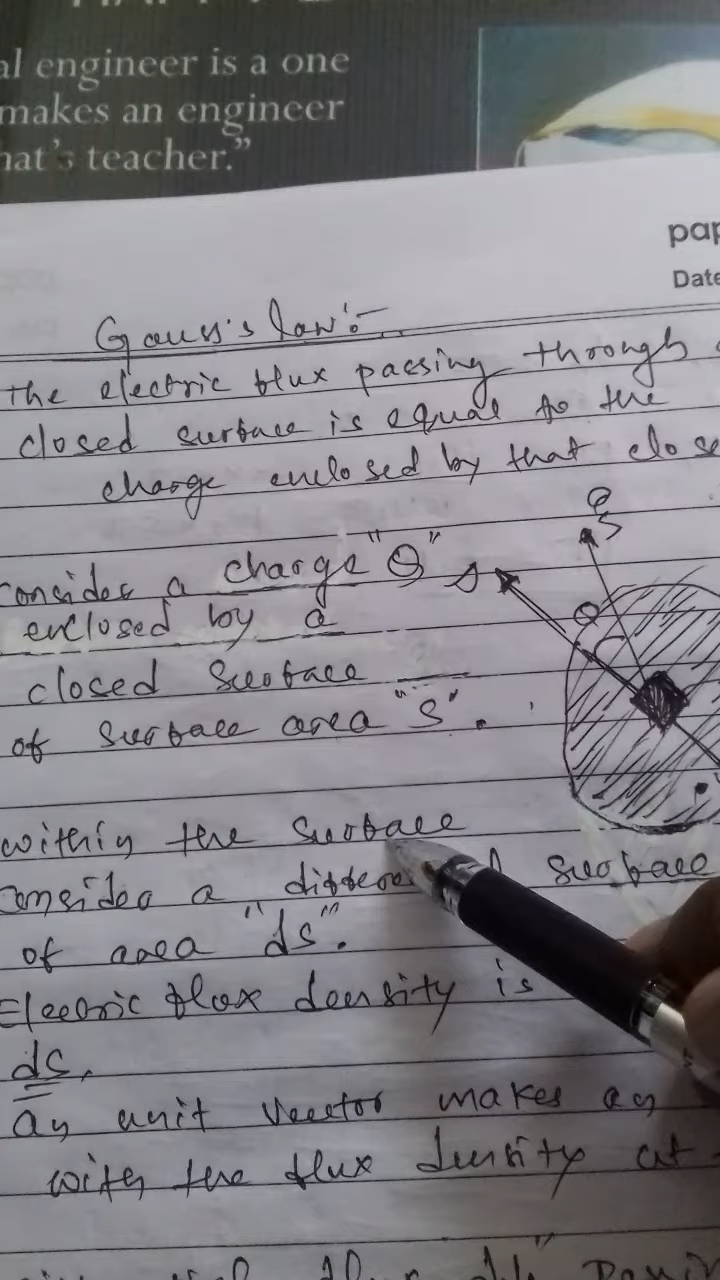 al engineer is a one
makes an engineer
hat's teacher."
pap
Date
Gauss's law:-
the electric flux passing through
closed surface is equal to the
charge enclosed by that close
consider a charge "Q"
enclosed by a
closed surface
of surface area "S".
within the surface
consider a surface
of area "ds".
Electric flux density is
ds.
an unit vector makes an
with the flux density at